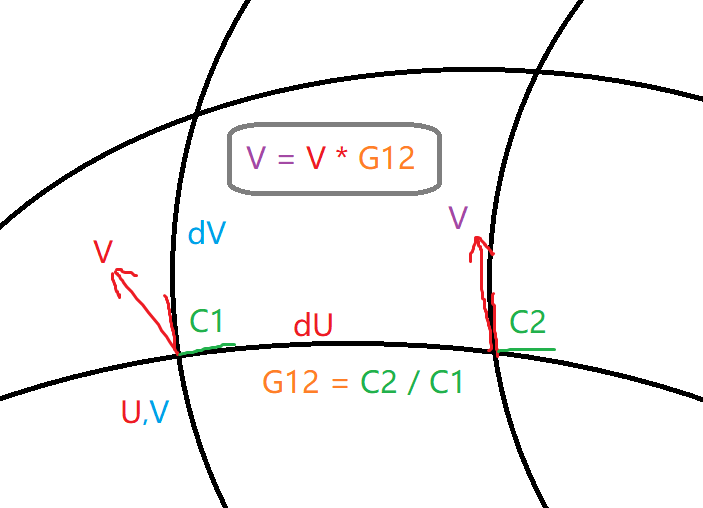 V = V * G12
dV
V
V
C1
dU
C2
G12 = C2 / C1
U,V